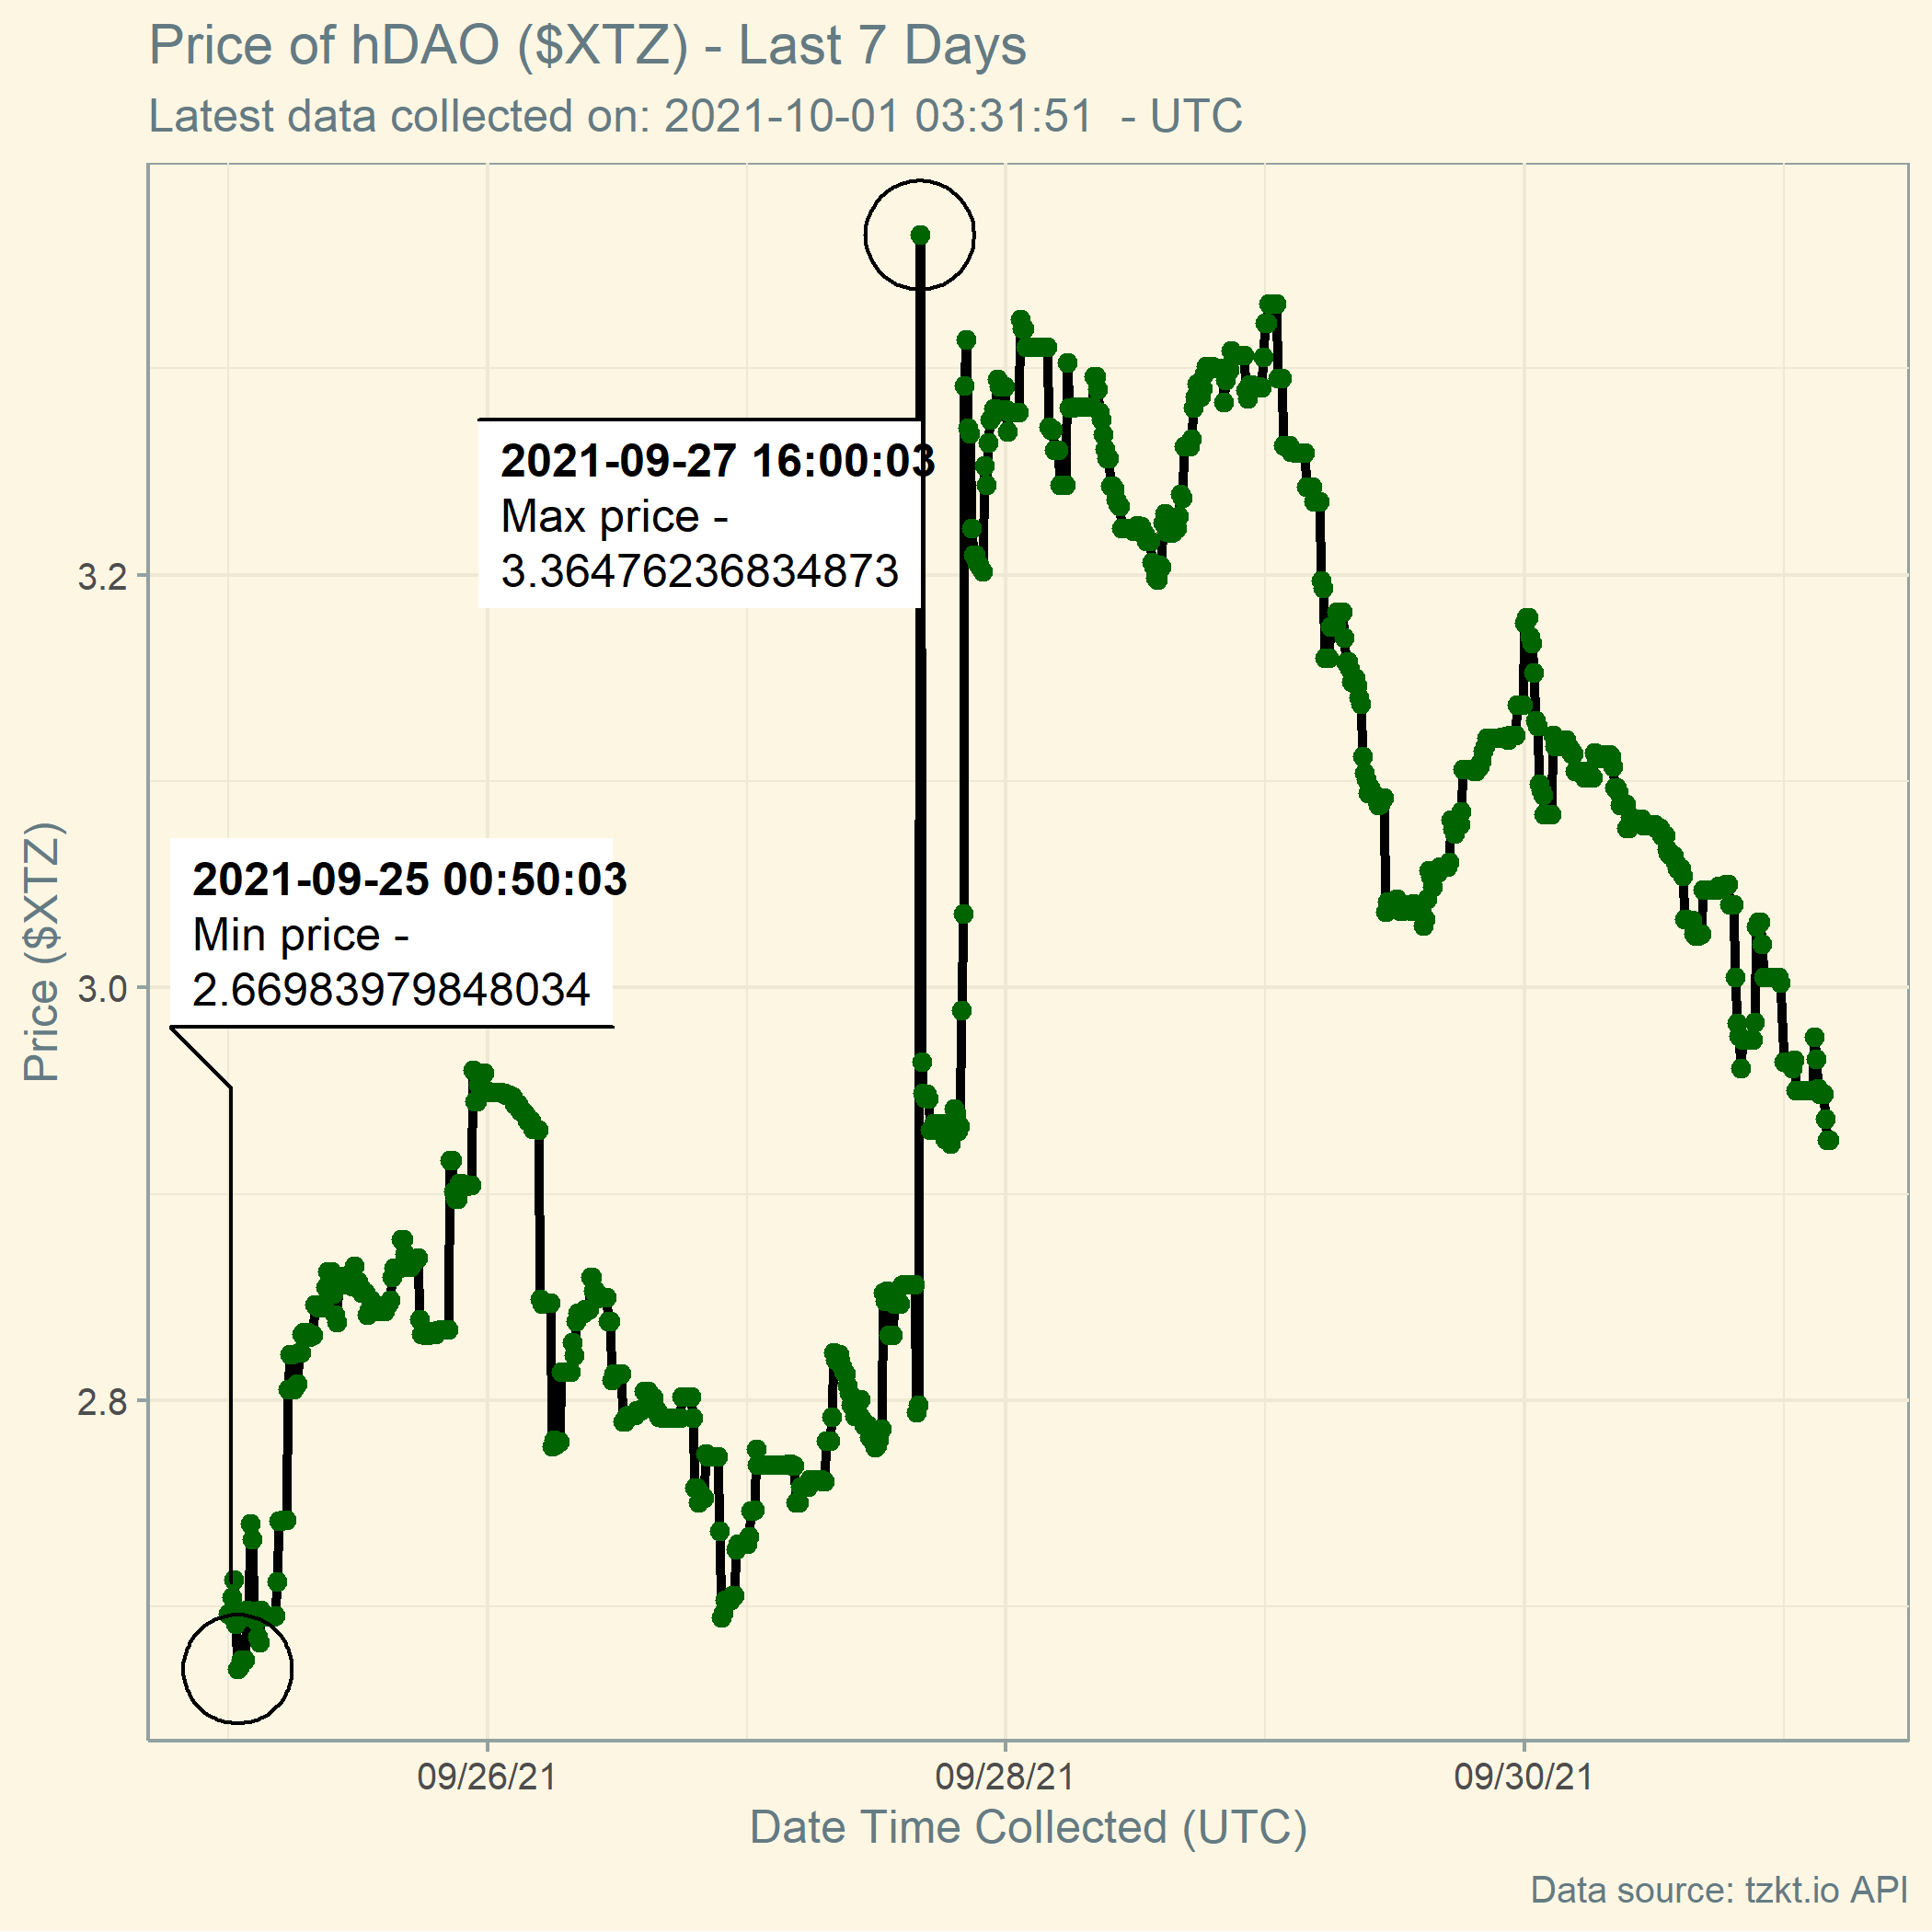 Price of hDAO ($XTZ) - Last 7 Days
Latest data collected on: 2021-10-01 03:31:51  - UTC
2021-09-27 16:00:03
Max price -
3.36476236834873
3.2
2021-09-25 00:50:03
Min price -
2.66983979848034
3.0
2.8
Price ($XTZ)
09/26/21 09/28/21 09/30/21
Date Time Collected (UTC)
Data source: tzkt.io API